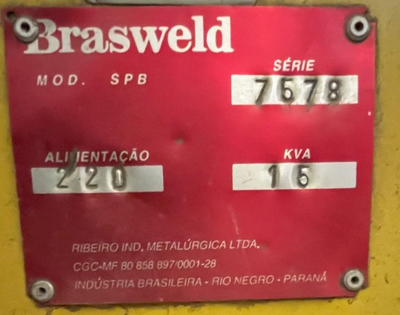 Brasweld
MOD. SPB
SÉRIE
7678
ALIMENTAÇÃO
220
KVA
15
RIBEIRO IND. METALÚRGICA LTDA.
CGC-MF 80 858 897/0001-28
INDÚSTRIA BRASILEIRA - RIO NEGRO - PARANÁ